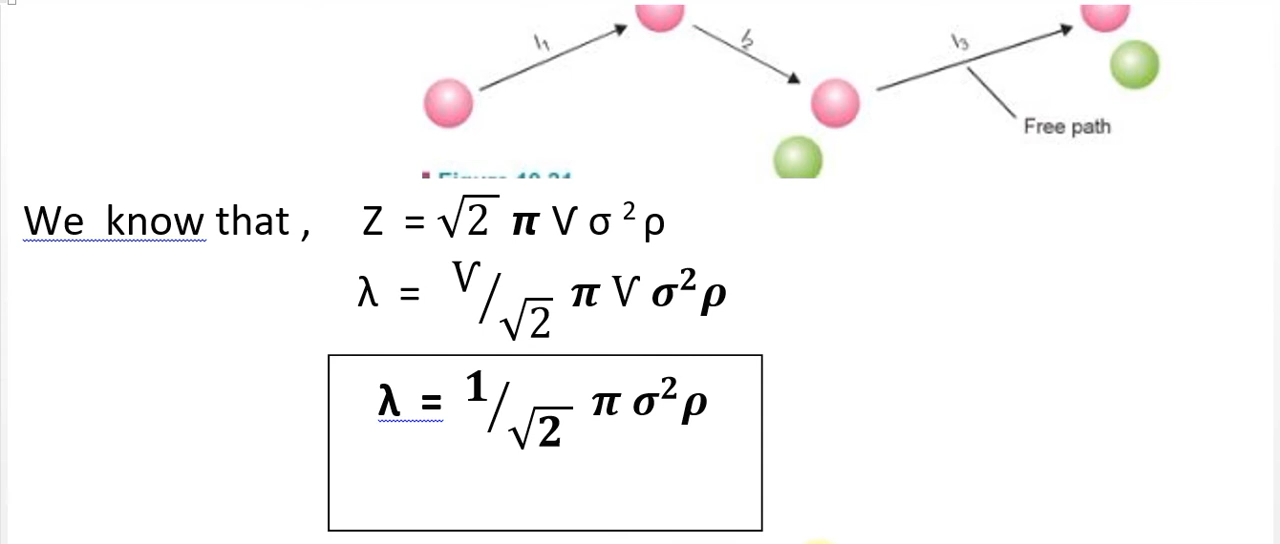 l₁
l₂
l₃
Free path
We know that , Z = √2 π V σ ² ρ
λ = V/√2 π V σ²ρ
λ = 1/√2 π σ²ρ